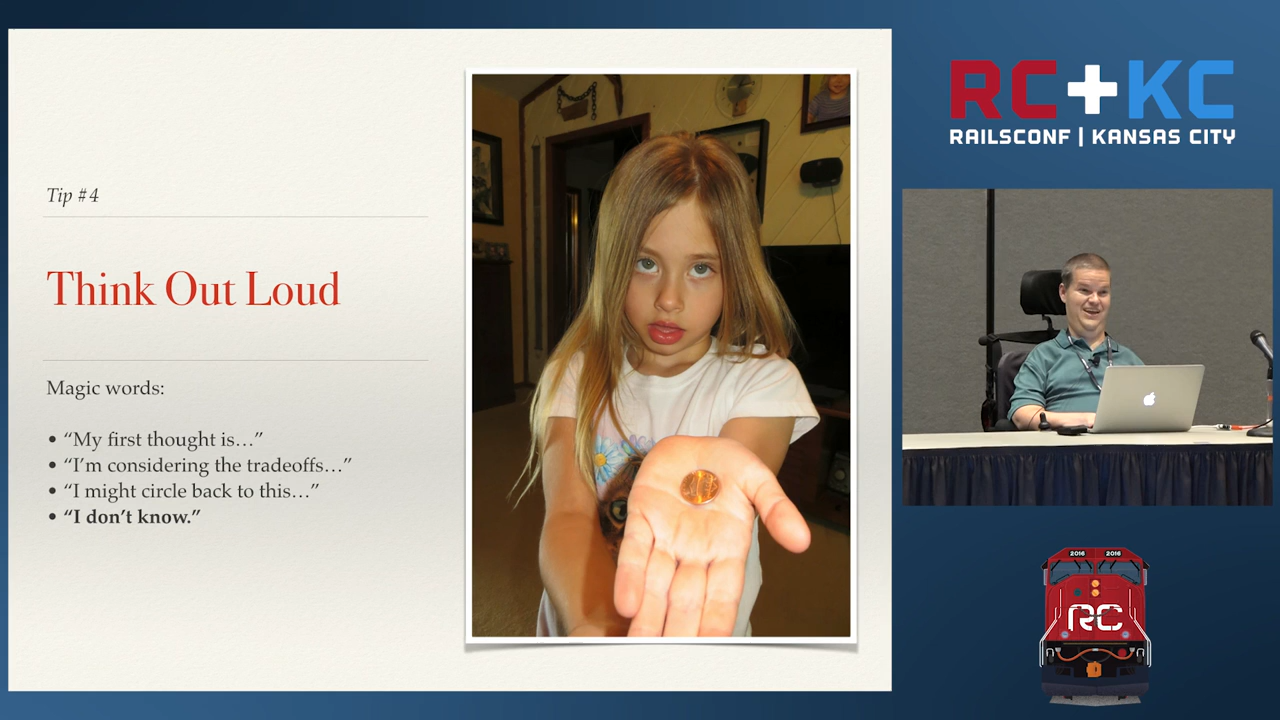 Tip #4
Think Out Loud
Magic words:
• “My first thought is…”
• “I’m considering the tradeoffs…”
• “I might circle back to this…”
• “I don’t know.”
RC+KC
RAILSCONF | KANSAS CITY
2016 2016
RC